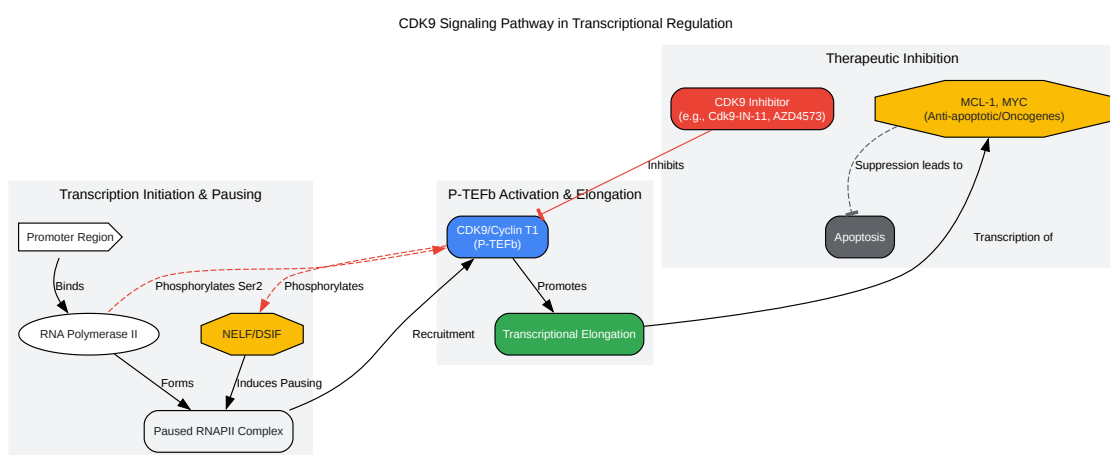 CDK9 Signaling Pathway in Transcriptional Regulation
Therapeutic Inhibition
CDK9 Inhibitor
(e.g., Cdk9-IN-11, AZD4573)
MCL-1, MYC
(Anti-apoptotic/Oncogenes)
Inhibits
Suppression leads to
Apoptosis
Transcription of
Transcription Initiation & Pausing
Promoter Region
Binds
Phosphorylates Ser2
Phosphorylates
RNA Polymerase II
NELF/DSIF
Forms
Induces Pausing
Paused RNAPII Complex
Recruitment
P-TEFb Activation & Elongation
CDK9/Cyclin T1
(P-TEFb)
Promotes
Transcriptional Elongation